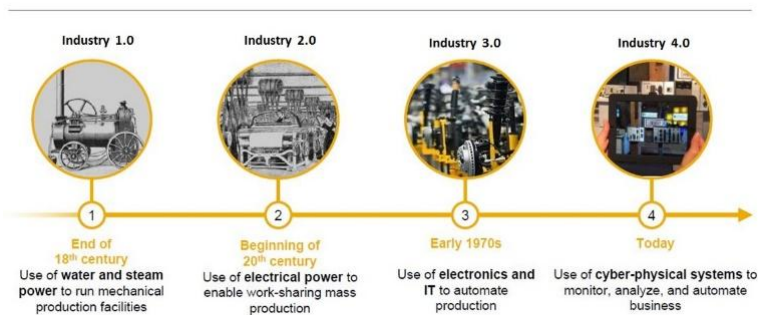 Industry 1.0
Industry 2.0
Industry 3.0
Industry 4.0
1
2
3
4
End of
18th century
Use of water and steam
power to run mechanical
production facilities
Beginning of
20th century
Use of electrical power to
enable work-sharing mass
production
Early 1970s
Use of electronics and
IT to automate
production
Today
Use of cyber-physical systems to
monitor, analyze, and automate
business